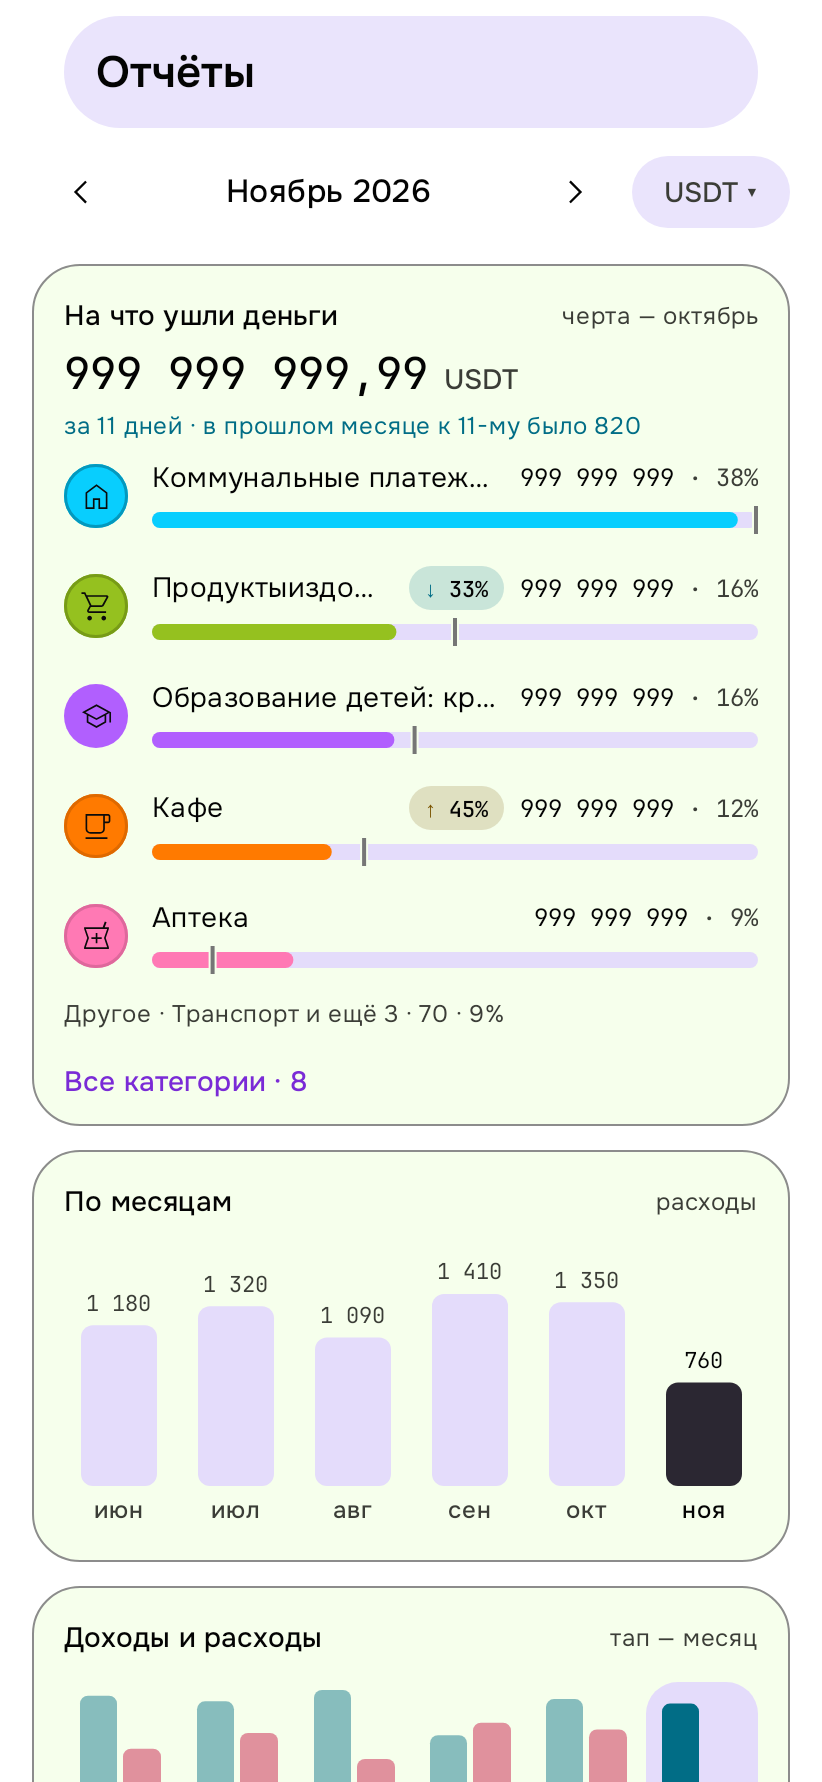 Отчёты
Ноябрь 2026 USDT ▾
На что ушли деньги черта — октябрь
999 999 999,99 USDT
за 11 дней · в прошлом месяце к 11-му было 820
Коммунальные платеж... 999 999 999 · 38%
Продуктыиздо... ↓ 33% 999 999 999 · 16%
Образование детей: кр... 999 999 999 · 16%
Кафе ↑ 45% 999 999 999 · 12%
Аптека 999 999 999 · 9%
Другое · Транспорт и ещё 3 · 70 · 9%
Все категории · 8
По месяцам расходы
1 180 1 320 1 090 1 410 1 350 760
июн июл авг сен окт ноя
Доходы и расходы тап — месяц